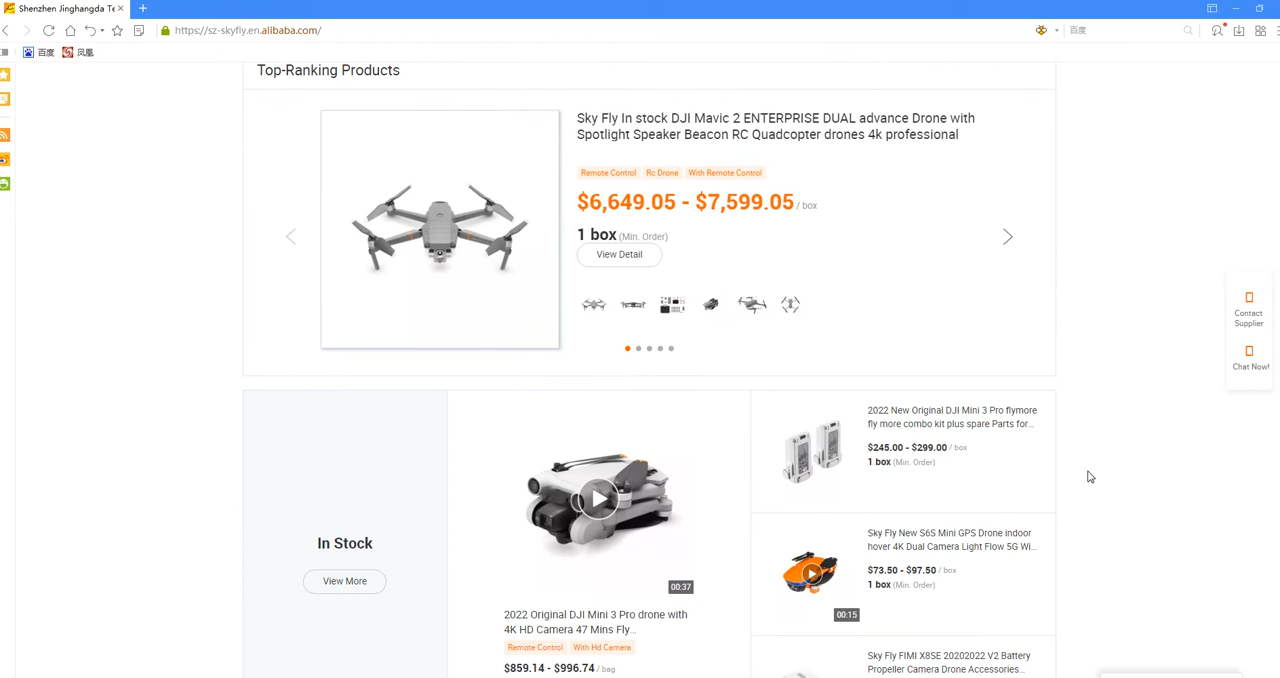 Shenzhen Jinghangda Te
https://sz-skyfly.en.alibaba.com/
百度
百度
凤凰
Top-Ranking Products
Sky Fly In stock DJI Mavic 2 ENTERPRISE DUAL advance Drone with
Spotlight Speaker Beacon RC Quadcopter drones 4k professional
Remote Control Rc Drone With Remote Control
$6,649.05 - $7,599.05 / box
1 box (Min. Order)
View Detail
Contact
Supplier
Chat Now!
In Stock
View More
00:37
2022 Original DJI Mini 3 Pro drone with
4K HD Camera 47 Mins Fly...
Remote Control With Hd Camera
$859.14 - $996.74 / bag
2022 New Original DJI Mini 3 Pro flymore
fly more combo kit plus spare Parts for...
$245.00 - $299.00 / box
1 box (Min. Order)
Sky Fly New S6S Mini GPS Drone indoor
hover 4K Dual Camera Light Flow 5G Wi...
$73.50 - $97.50 / box
1 box (Min. Order)
00:15
Sky Fly FIMI X8SE 20202022 V2 Battery
Propeller Camera Drone Accessories...